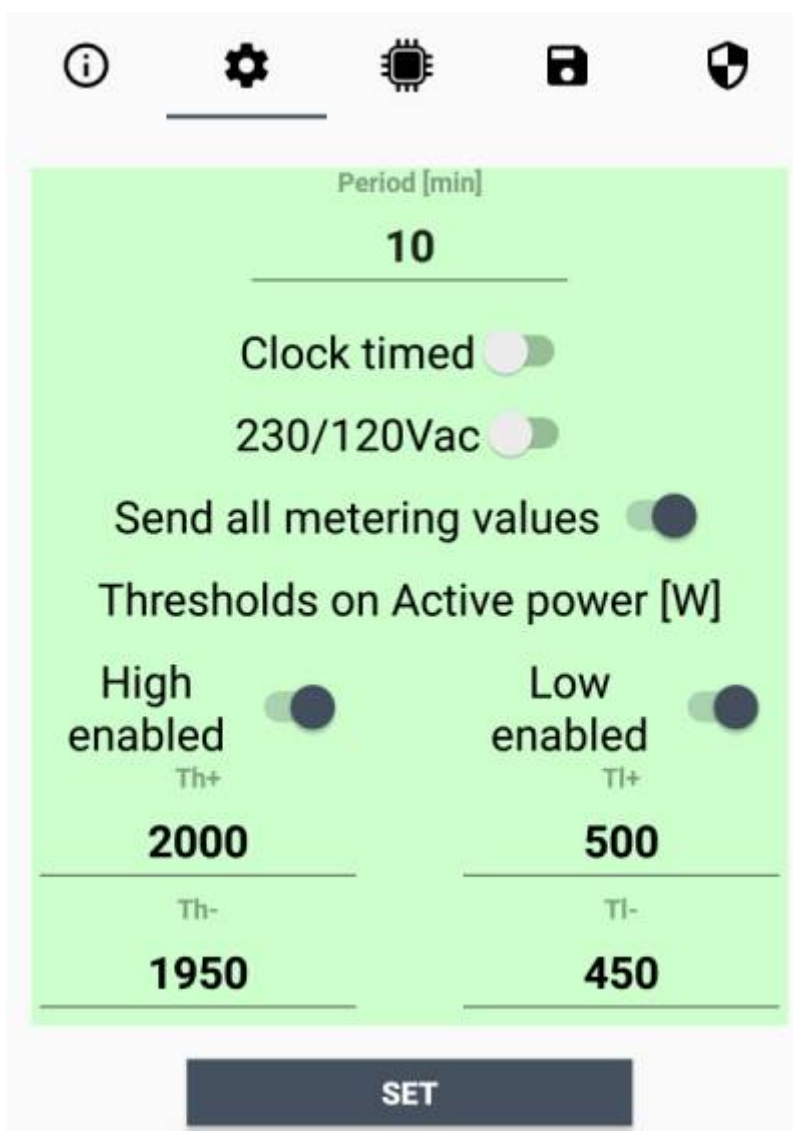 Period [min]
10
Clock timed
230/120Vac
Send all metering values
Thresholds on Active power [W]
High
enabled
Low
enabled
Th+
Tl+
2000
500
Th-
Tl-
1950
450
SET